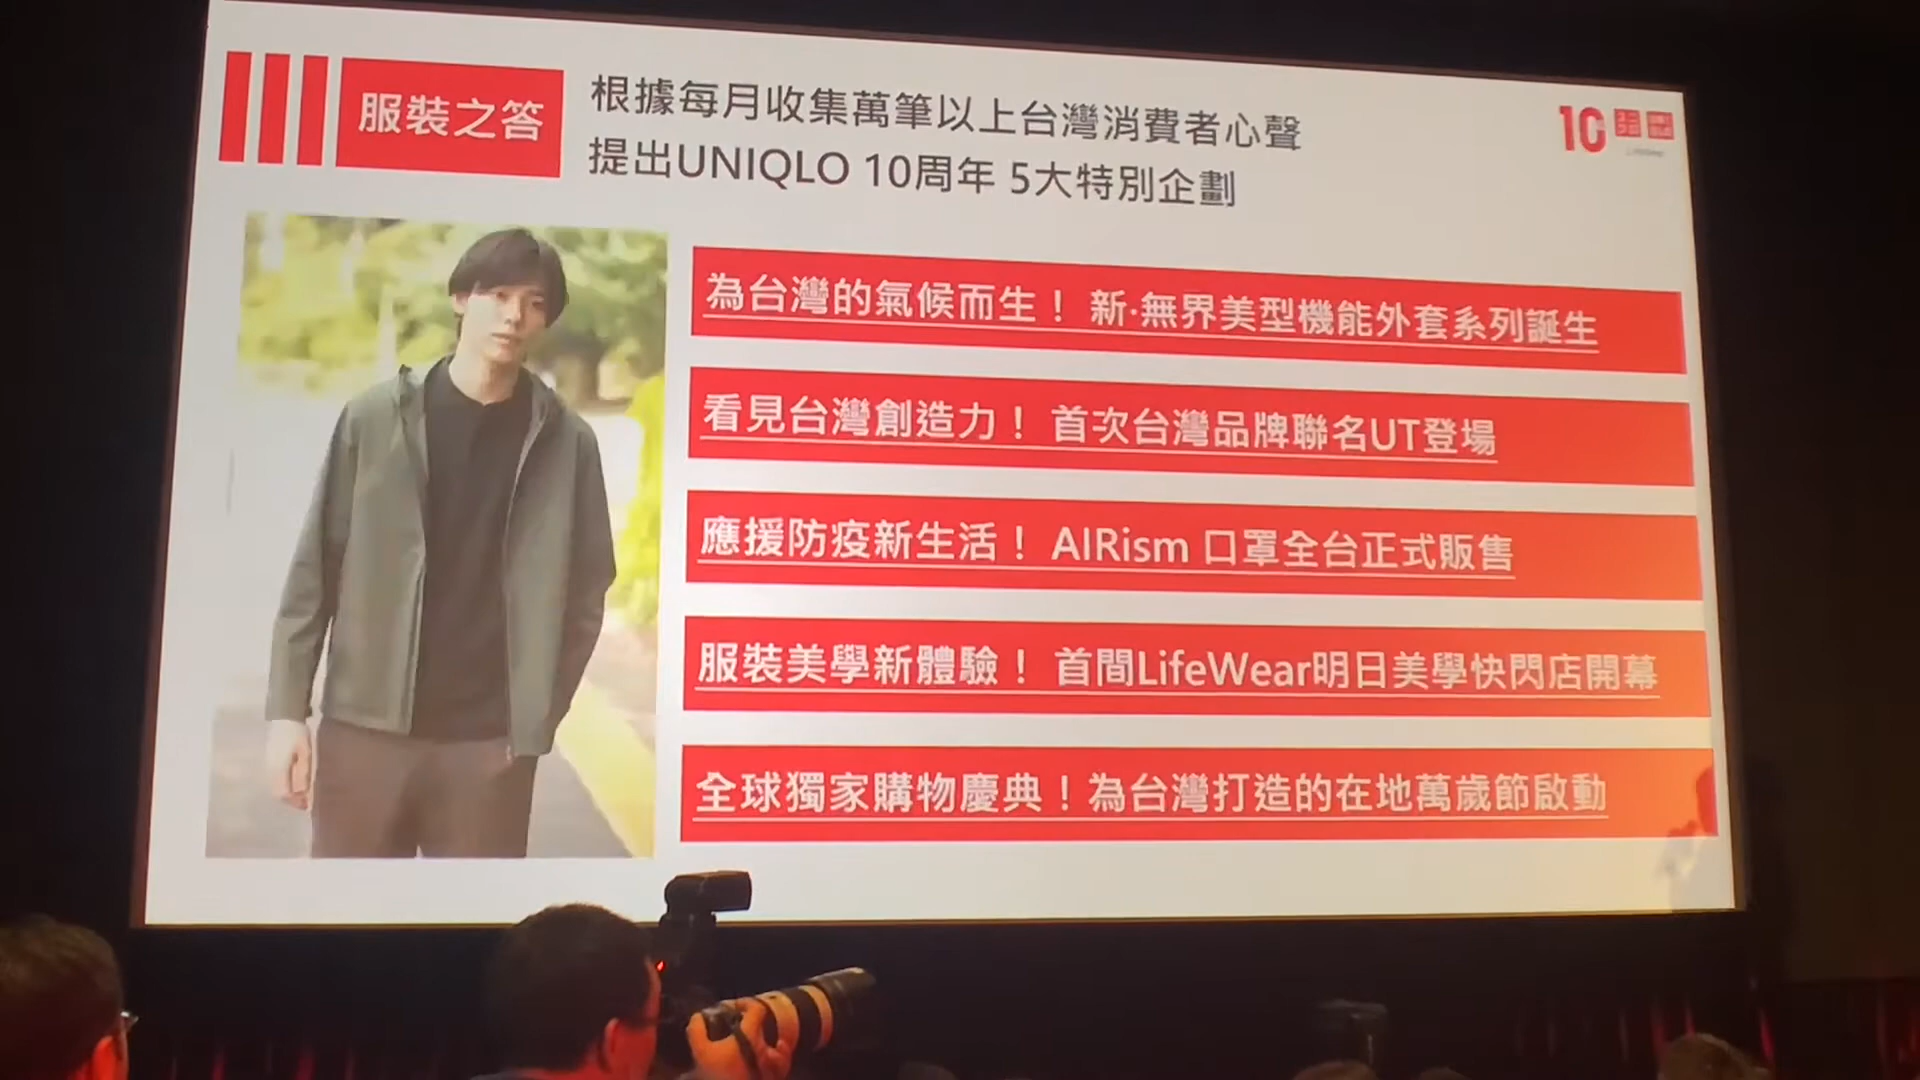 服裝之答
根據每月收集萬筆以上台灣消費者心聲
提出UNIQLO 10周年 5大特別企劃
10
為台灣的氣候而生！ 新·無界美型機能外套系列誕生
看見台灣創造力！ 首次台灣品牌聯名UT登場
應援防疫新生活！ AIRism 口罩全台正式販售
服裝美學新體驗！ 首間LifeWear明日美學快閃店開幕
全球獨家購物慶典！為台灣打造的在地萬歲節啟動